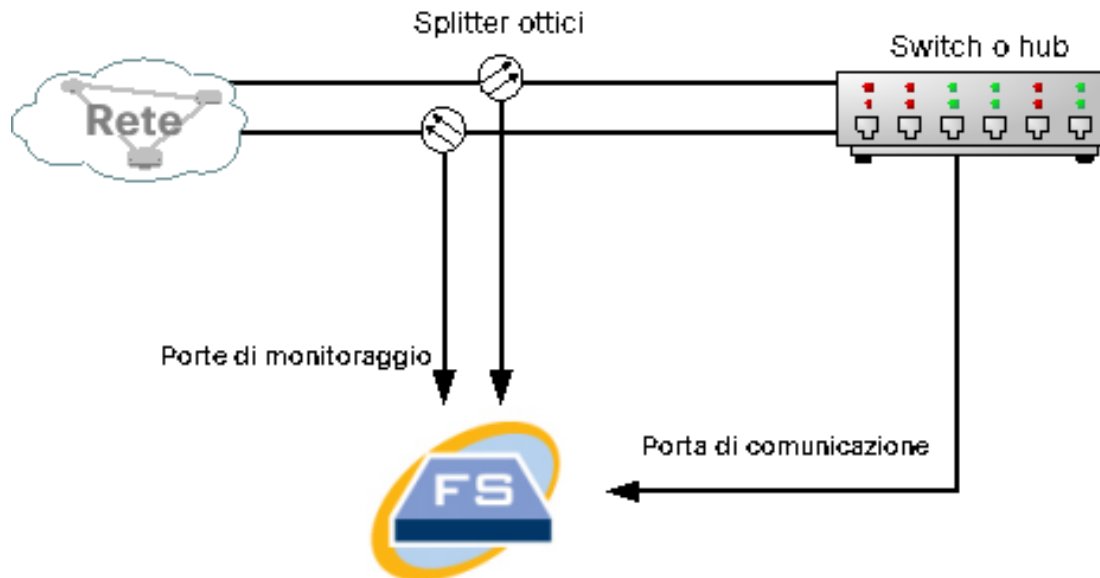 Splitter ottici
Switch o hub
Rete
Porte di monitoraggio
Porta di comunicazione
FS